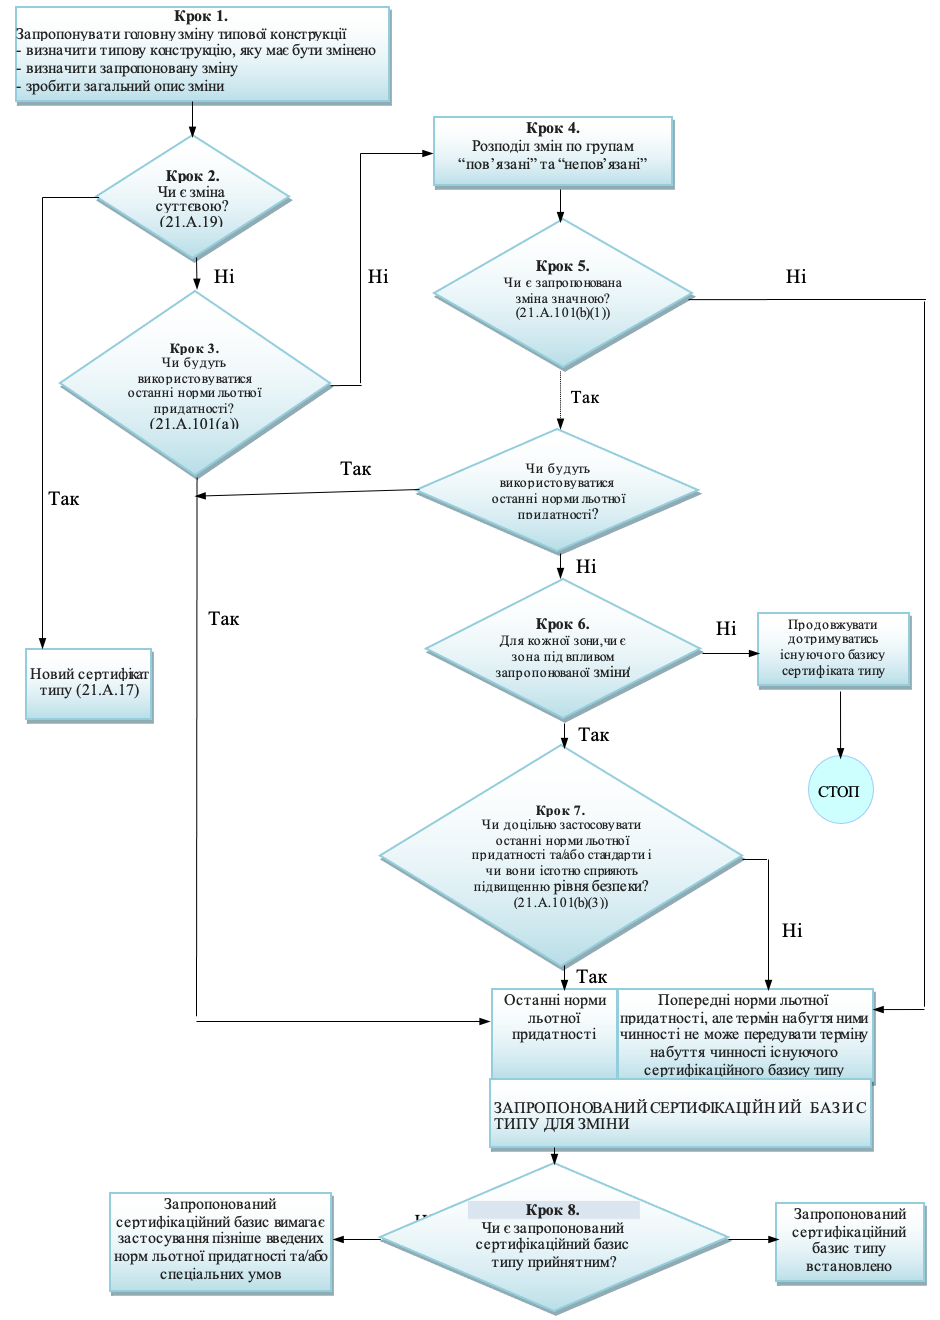 Крок 1.
Запропонувати головну зміну типової конструкції
- визначити типову конструкцію, яку має бути змінено
- визначити запропоновану зміну
- зробити загальний опис зміни
Крок 2.
Чи є зміна
суттєвою?
(21.А.19)
Ні
Крок 3.
Чи будуть
використовуватися
останні норми льотної
придатності?
(21.А.101(а))
Ні
Крок 4.
Розподіл змін по групам
“пов’язані” та “непов’язані”
Крок 5.
Чи є запропонована
зміна значною?
(21.А.101(b)(1))
Ні
Так
Чи будуть
використовуватися
останні норми льотної
придатності?
Так
Так
Так
Ні
Новий сертифікат
типу (21.А.17)
Крок 6.
Для кожної зони, чи є
зона під впливом
запропонованої зміни
Ні
Продовжувати
дотримуватись
існуючого базису
сертифіката типу
СТОП
Так
Крок 7.
Чи доцільно застосовувати
останні норми льотної
придатності та/або стандарти і
чи вони істотно сприяють
підвищенню рівня безпеки?
(21.А.101(b)(3))
Ні
Так
Останні норми
льотної
придатності
Попередні норми льотної
придатності, але термін набуття ними
чинності не може передувати терміну
набуття чинності існуючого
сертифікаційного базису типу
ЗАПРОПОНОВАНИЙ СЕРТИФІКАЦІЙНИЙ БАЗИС
ТИПУ ДЛЯ ЗМІНИ
Крок 8.
Чи є запропонований
сертифікаційний базис
типу прийнятним?
Запропонований
сертифікаційний базис вимагає
застосування пізніше введених
норм льотної придатності та/або
спеціальних умов
Запропонований
сертифікаційний
базис типу
встановлено